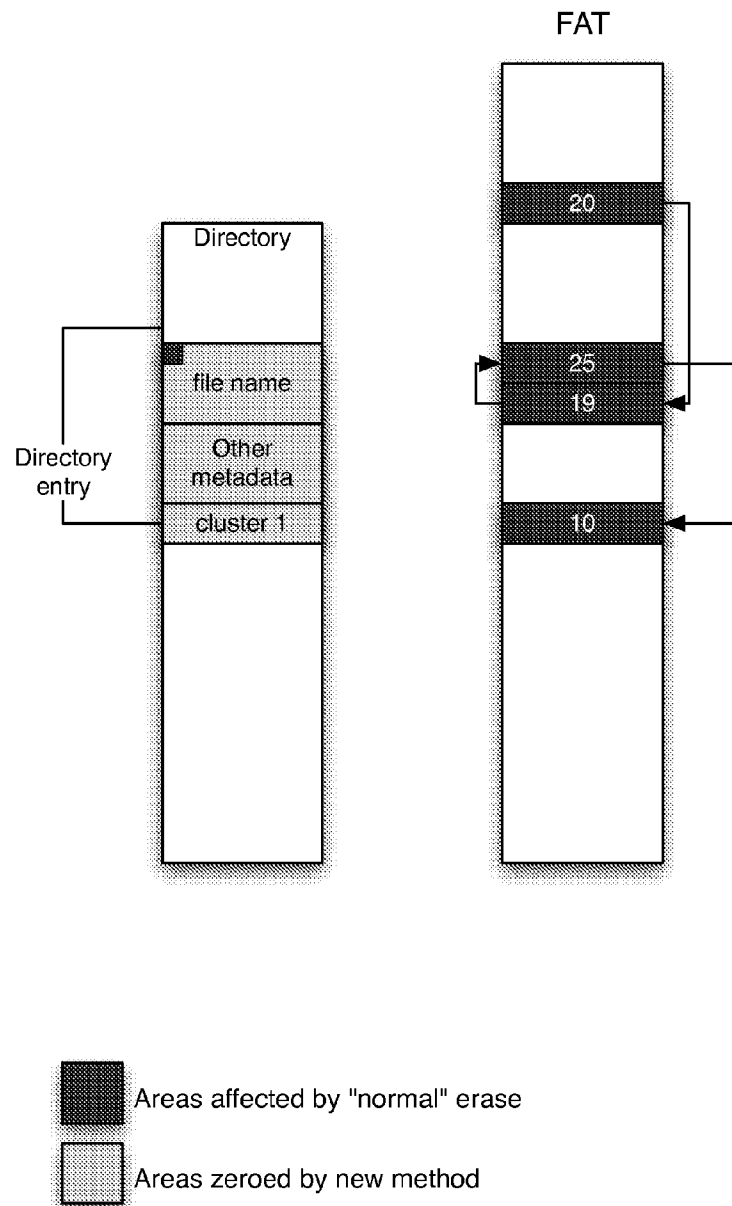 FAT
20
Directory
25
file name
19
Other
metadata
Directory
entry
cluster 1
10
Areas affected by "normal" erase
Areas zeroed by new method